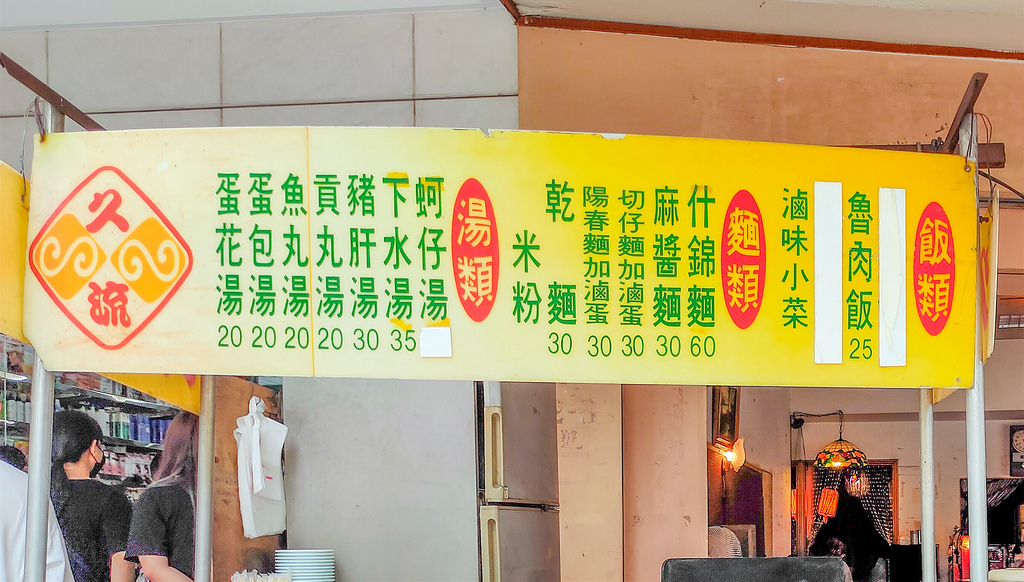 飯類
魯肉飯 25
滷味小菜
麵類
什錦麵 60
麻醬麵 30
切仔麵加滷蛋 30
陽春麵加滷蛋 30
乾麵 30
米粉
湯類
蚵仔湯
下水湯 35
豬肝湯 30
貢丸湯 20
魚丸湯 20
蛋包湯 20
蛋花湯 20
久流